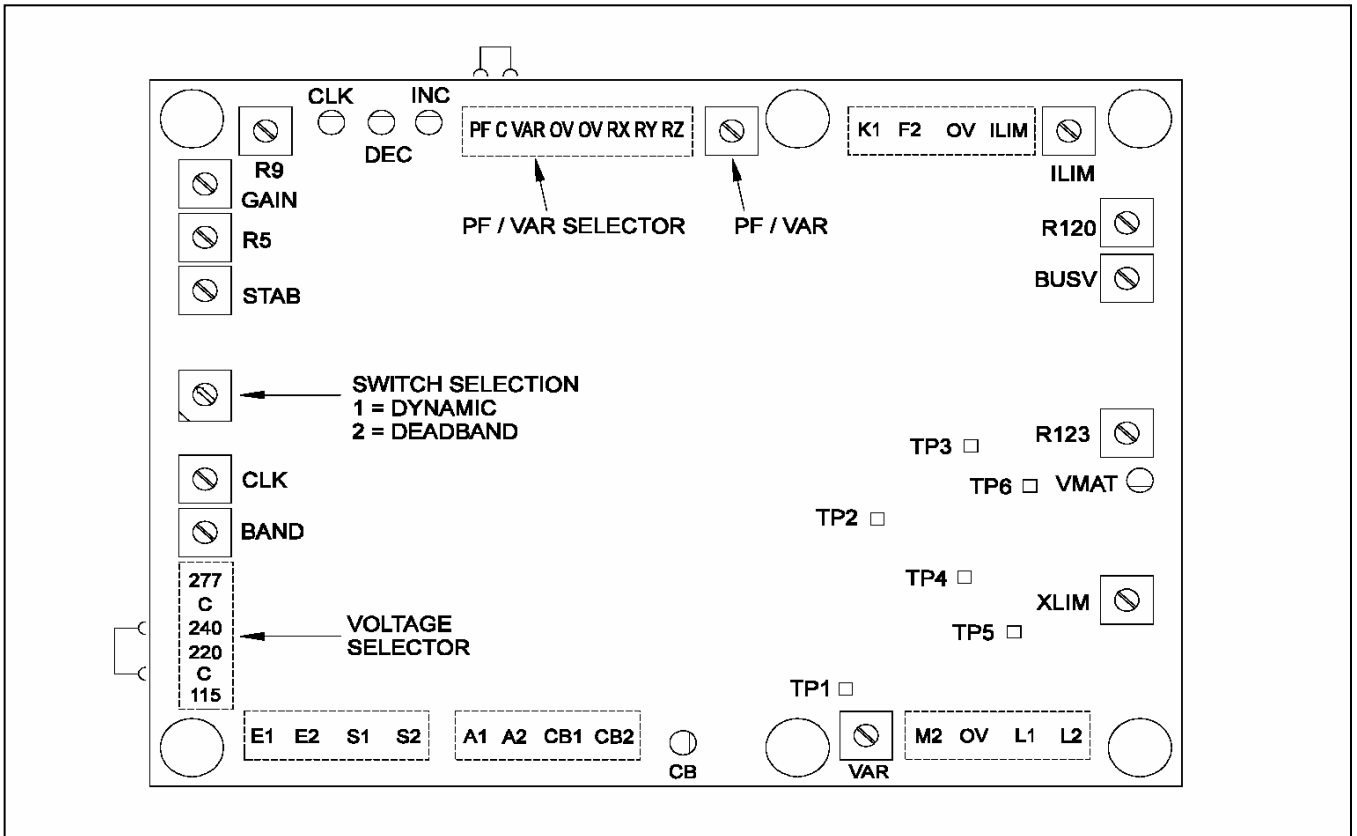 CLK
INC
DEC
R9
GAIN
R5
STAB
PF C VAR OV OV RX RY RZ
PF / VAR SELECTOR
PF / VAR
K1 F2 OV ILIM
ILIM
R120
BUSV
SWITCH SELECTION
1 = DYNAMIC
2 = DEADBAND
CLK
BAND
TP3
R123
TP6
VMAT
TP2
TP4
XLIM
TP5
TP1
277
C
240
220
C
115
VOLTAGE
SELECTOR
E1 E2 S1 S2
A1 A2 CB1 CB2
CB
VAR
M2 OV L1 L2